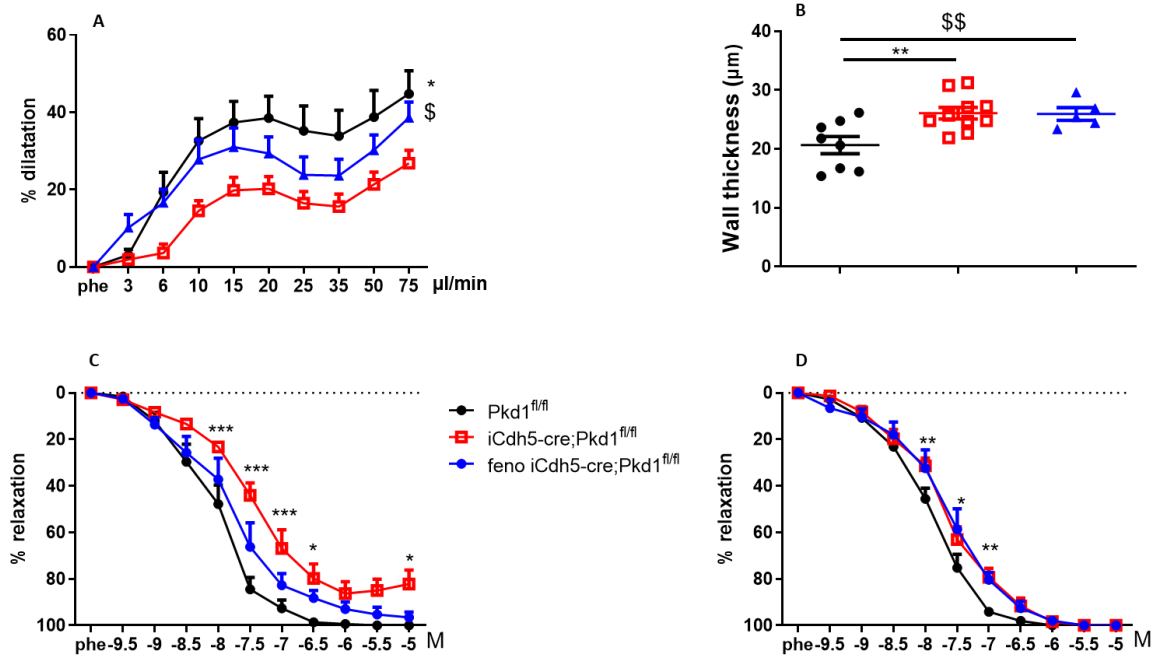 A
% dilatation
60
40
20
0
*
$
phe 3 6 10 15 20 25 35 50 75 µl/min
B
Wall thickness (µm)
40
30
20
10
0
$$
**
C
% relaxation
0
20
40
60
80
100
***
***
***
*
*
phe -9.5 -9 -8.5 -8 -7.5 -7 -6.5 -6 -5.5 -5 M
Pkd1fl/fl
iCdh5-cre;Pkd1fl/fl
feno iCdh5-cre;Pkd1fl/fl
D
% relaxation
0
20
40
60
80
100
**
*
**
phe -9.5 -9 -8.5 -8 -7.5 -7 -6.5 -6 -5.5 -5 M